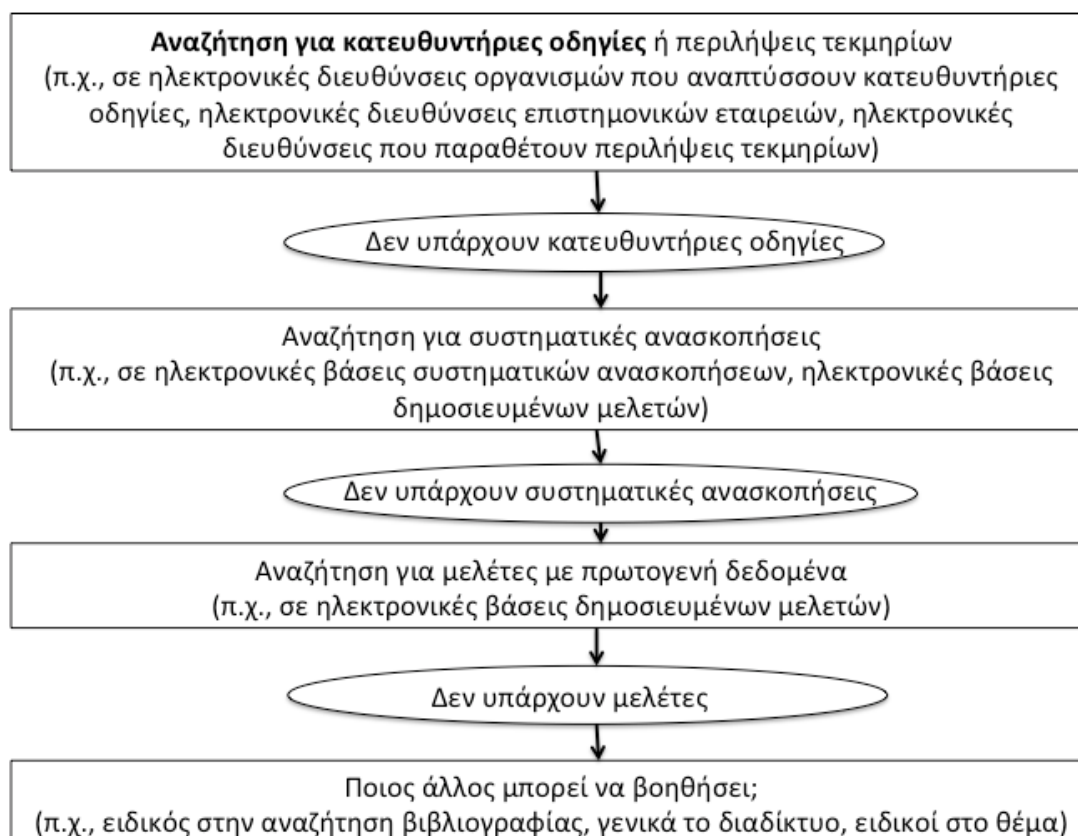 Αναζήτηση για κατευθυντήριες οδηγίες ή περιλήψεις τεκμηρίων
(π.χ., σε ηλεκτρονικές διευθύνσεις οργανισμών που αναπτύσσουν κατευθυντήριες
οδηγίες, ηλεκτρονικές διευθύνσεις επιστημονικών εταιρειών, ηλεκτρονικές
διευθύνσεις που παραθέτουν περιλήψεις τεκμηρίων)
Δεν υπάρχουν κατευθυντήριες οδηγίες
Αναζήτηση για συστηματικές ανασκοπήσεις
(π.χ., σε ηλεκτρονικές βάσεις συστηματικών ανασκοπήσεων, ηλεκτρονικές βάσεις
δημοσιευμένων μελετών)
Δεν υπάρχουν συστηματικές ανασκοπήσεις
Αναζήτηση για μελέτες με πρωτογενή δεδομένα
(π.χ., σε ηλεκτρονικές βάσεις δημοσιευμένων μελετών)
Δεν υπάρχουν μελέτες
Ποιος άλλος μπορεί να βοηθήσει;
(π.χ., ειδικός στην αναζήτηση βιβλιογραφίας, γενικά το διαδίκτυο, ειδικοί στο θέμα)